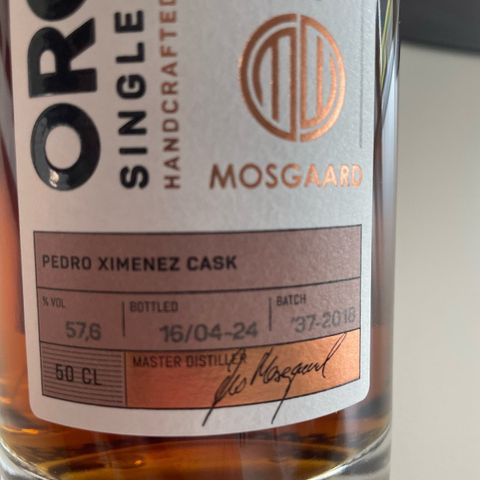 ORG
SINGLE
HANDCRAFTED
MOSGAARD
PEDRO XIMENEZ CASK
% VOL
57,6
BOTTLED
16/04-24
BATCH
'37-2018
50 CL
MASTER DISTILLER